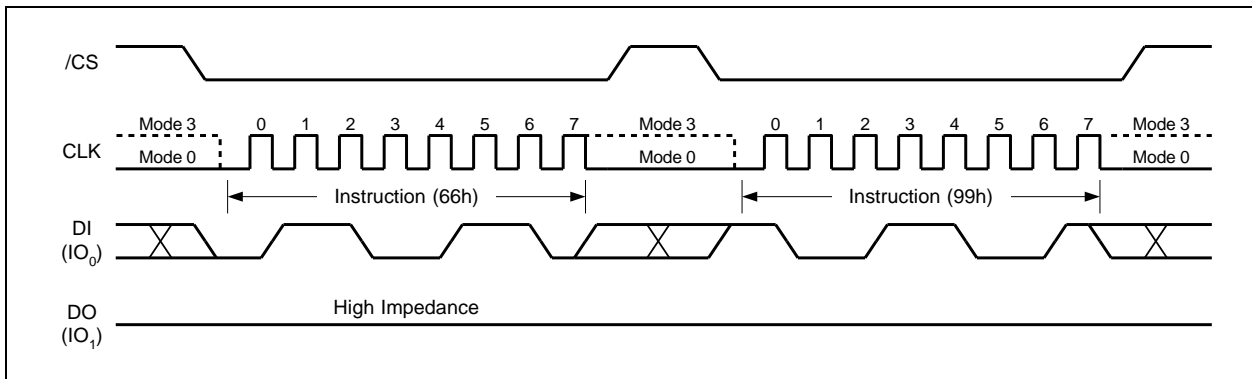 /CS
Mode 3 0 1 2 3 4 5 6 7 Mode 3 0 1 2 3 4 5 6 7 Mode 3
CLK Mode 0 Mode 0 Mode 0
Instruction (66h) Instruction (99h)
DI
(IO₀)
High Impedance
DO
(IO₁)